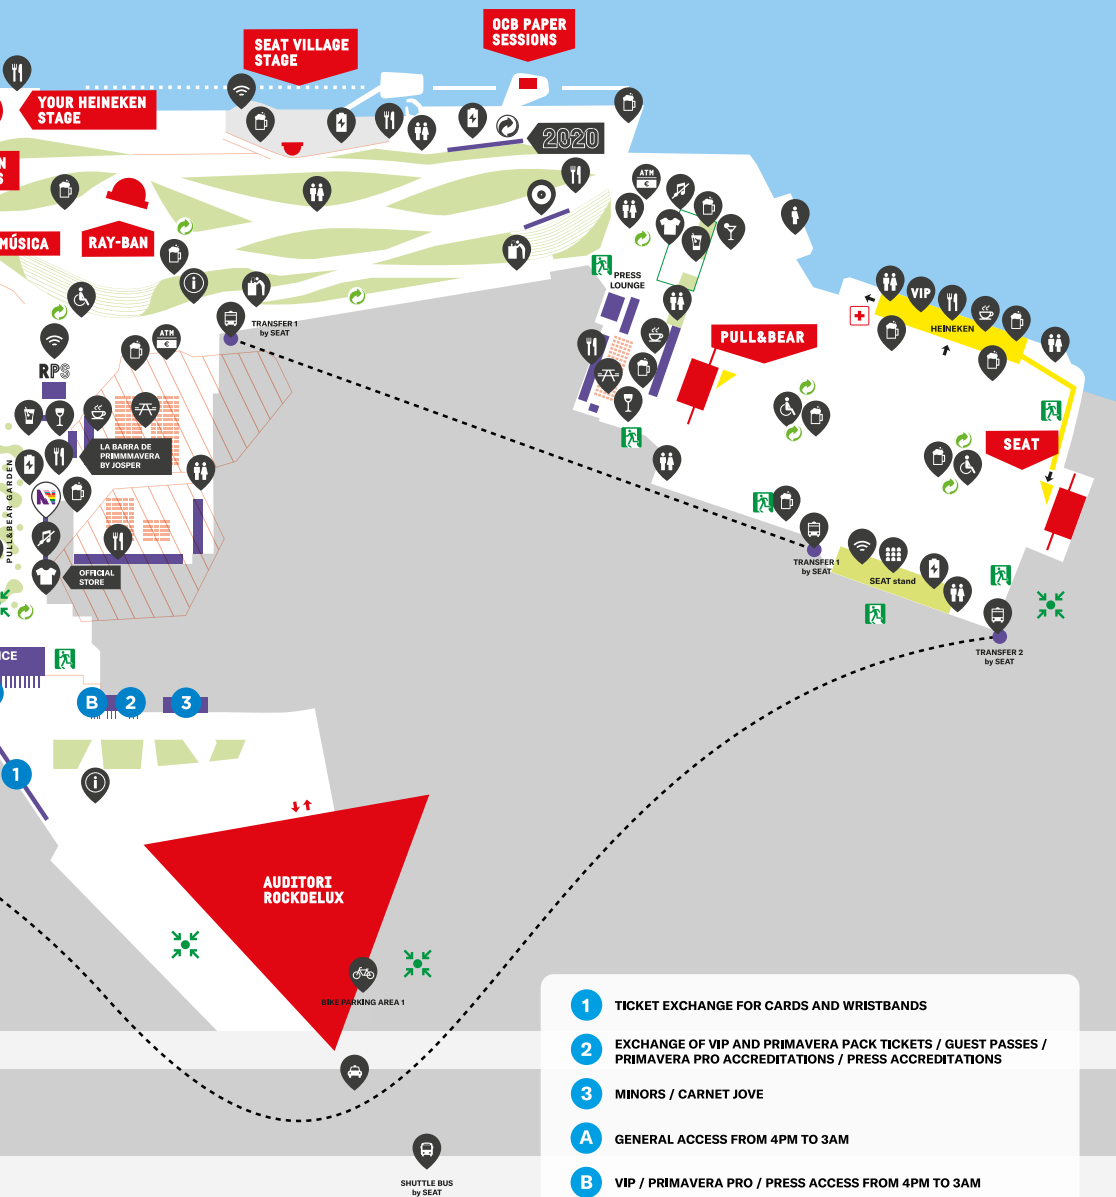 OCB PAPER
SESSIONS
SEAT VILLAGE
STAGE
YOUR HEINEKEN
STAGE
2020
N
S
MÚSICA
RAY-BAN
ATM
€
PRESS
LOUNGE
VIP
HEINEKEN
TRANSFER 1
by SEAT
PULL&BEAR
ATM
€
RPS
SEAT
LA BARRA DE
PRIMMMAVERA
BY JOSPER
PULL&BEAR GARDEN
N
OFFICIAL
STORE
TRANSFER 1
by SEAT
SEAT stand
TRANSFER 2
by SEAT
CE
B
2
3
1
i
i
AUDITORI
ROCKDELUX
BIKE PARKING AREA 1
SHUTTLE BUS
by SEAT
1 TICKET EXCHANGE FOR CARDS AND WRISTBANDS
2 EXCHANGE OF VIP AND PRIMAVERA PACK TICKETS / GUEST PASSES /
PRIMAVERA PRO ACCREDITATIONS / PRESS ACCREDITATIONS
3 MINORS / CARNET JOVE
A GENERAL ACCESS FROM 4PM TO 3AM
B VIP / PRIMAVERA PRO / PRESS ACCESS FROM 4PM TO 3AM